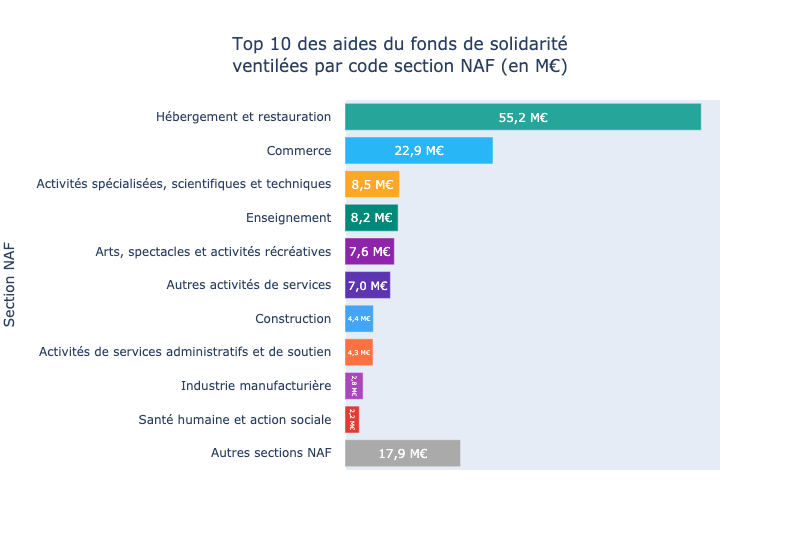 Top 10 des aides du fonds de solidarité
ventilées par code section NAF (en M€)
Section NAF
Hébergement et restauration 55,2 M€
Commerce 22,9 M€
Activités spécialisées, scientifiques et techniques 8,5 M€
Enseignement 8,2 M€
Arts, spectacles et activités récréatives 7,6 M€
Autres activités de services 7,0 M€
Construction 4,4 M€
Activités de services administratifs et de soutien 4,3 M€
Industrie manufacturière 2,8 M€
Santé humaine et action sociale 2,2 M€
Autres sections NAF 17,9 M€